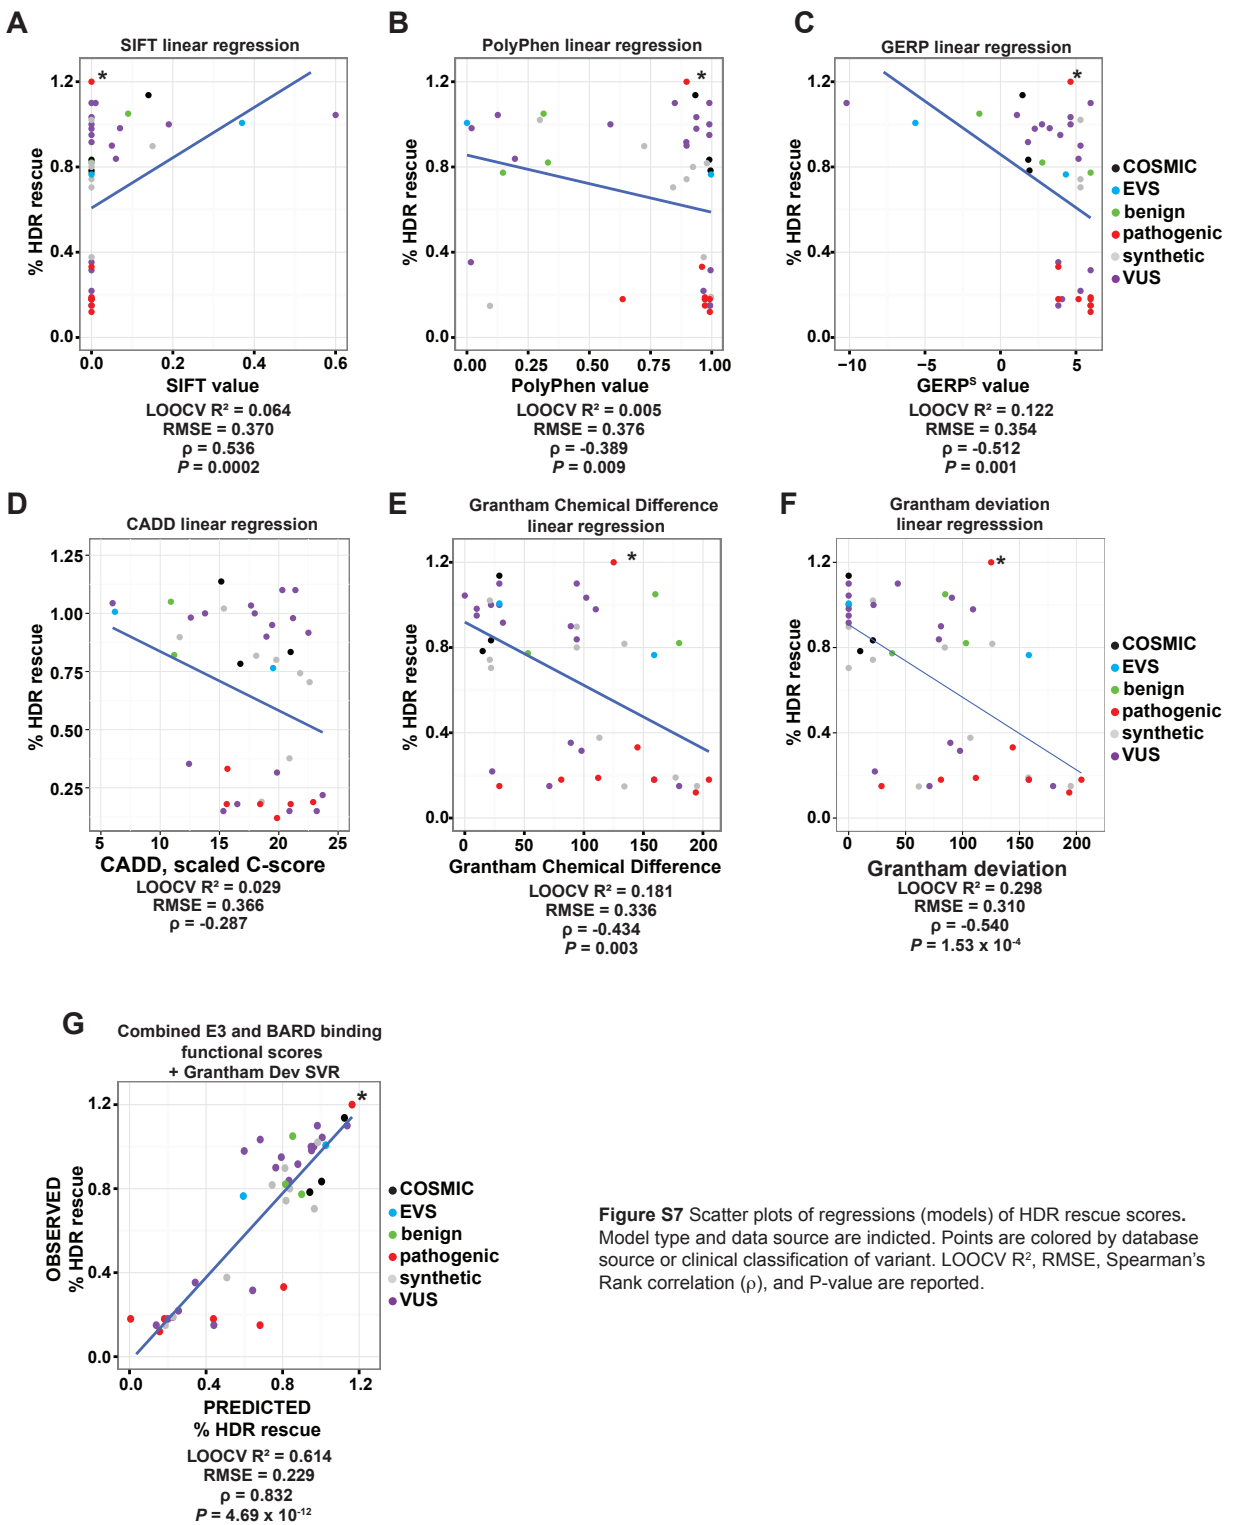 A
SIFT linear regression
*
% HDR rescue
1.2
0.8
0.4
0.0
0.0 0.2 0.4 0.6
SIFT value
LOOCV R² = 0.064
RMSE = 0.370
ρ = 0.536
P = 0.0002
B
PolyPhen linear regression
*
% HDR rescue
1.2
0.8
0.4
0.0
0.00 0.25 0.50 0.75 1.00
PolyPhen value
LOOCV R² = 0.005
RMSE = 0.376
ρ = -0.389
P = 0.009
C
GERP linear regression
*
% HDR rescue
1.2
0.8
0.4
0.0
−10 −5 0 5
GERPˢ value
LOOCV R² = 0.122
RMSE = 0.354
ρ = -0.512
P = 0.001
COSMIC
EVS
benign
pathogenic
synthetic
VUS
D
CADD linear regression
% HDR rescue
1.25
1.00
0.75
0.50
0.25
5 10 15 20 25
CADD, scaled C-score
LOOCV R² = 0.029
RMSE = 0.366
ρ = -0.287
E
Grantham Chemical Difference
linear regression
*
% HDR rescue
1.2
0.8
0.4
0.0
0 50 100 150 200
Grantham Chemical Difference
LOOCV R² = 0.181
RMSE = 0.336
ρ = -0.434
P = 0.003
F
Grantham deviation
linear regresssion
*
% HDR rescue
1.2
0.8
0.4
0.0
0 50 100 150 200
Grantham deviation
LOOCV R² = 0.298
RMSE = 0.310
ρ = -0.540
P = 1.53 x 10⁻⁴
COSMIC
EVS
benign
pathogenic
synthetic
VUS
G
Combined E3 and BARD binding
functional scores
+ Grantham Dev SVR
*
OBSERVED
% HDR rescue
1.2
0.8
0.4
0.0
0.0 0.4 0.8 1.2
PREDICTED
% HDR rescue
LOOCV R² = 0.614
RMSE = 0.229
ρ = 0.832
P = 4.69 x 10⁻¹²
COSMIC
EVS
benign
pathogenic
synthetic
VUS
Figure S7 Scatter plots of regressions (models) of HDR rescue scores.
Model type and data source are indicted. Points are colored by database
source or clinical classification of variant. LOOCV R², RMSE, Spearman's
Rank correlation (ρ), and P-value are reported.